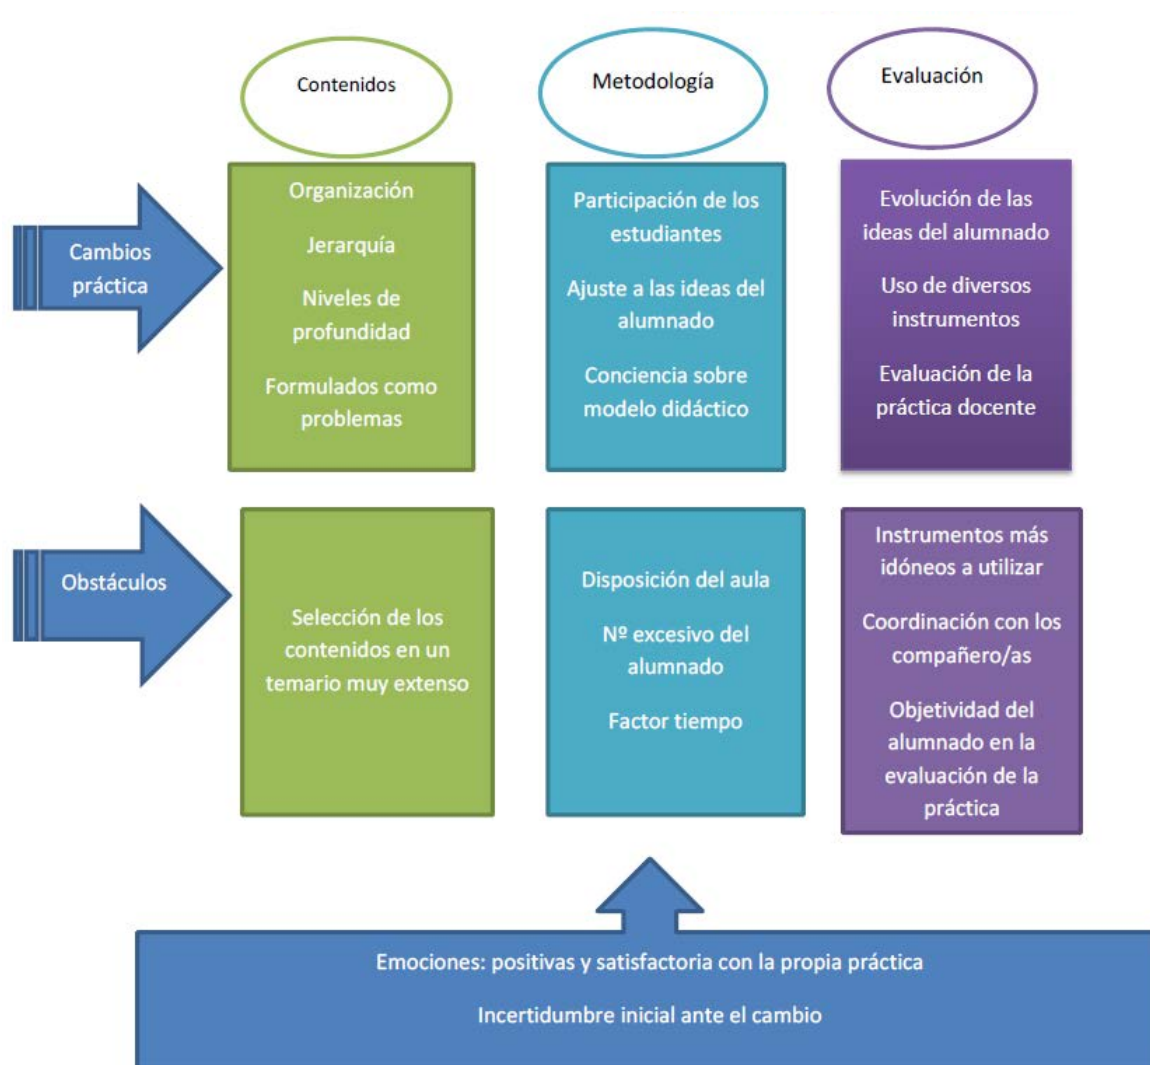 Contenidos
Metodología
Evaluación
Cambios
práctica
Organización
Jerarquía
Niveles de
profundidad
Formulados como
problemas
Participación de los
estudiantes
Ajuste a las ideas del
alumnado
Conciencia sobre
modelo didáctico
Evolución de las
ideas del alumnado
Uso de diversos
instrumentos
Evaluación de la
práctica docente
Obstáculos
Selección de los
contenidos en un
temario muy extenso
Disposición del aula
Nº excesivo del
alumnado
Factor tiempo
Instrumentos más
idóneos a utilizar
Coordinación con los
compañero/as
Objetividad del
alumnado en la
evaluación de la
práctica
Emociones: positivas y satisfactoria con la propia práctica
Incertidumbre inicial ante el cambio